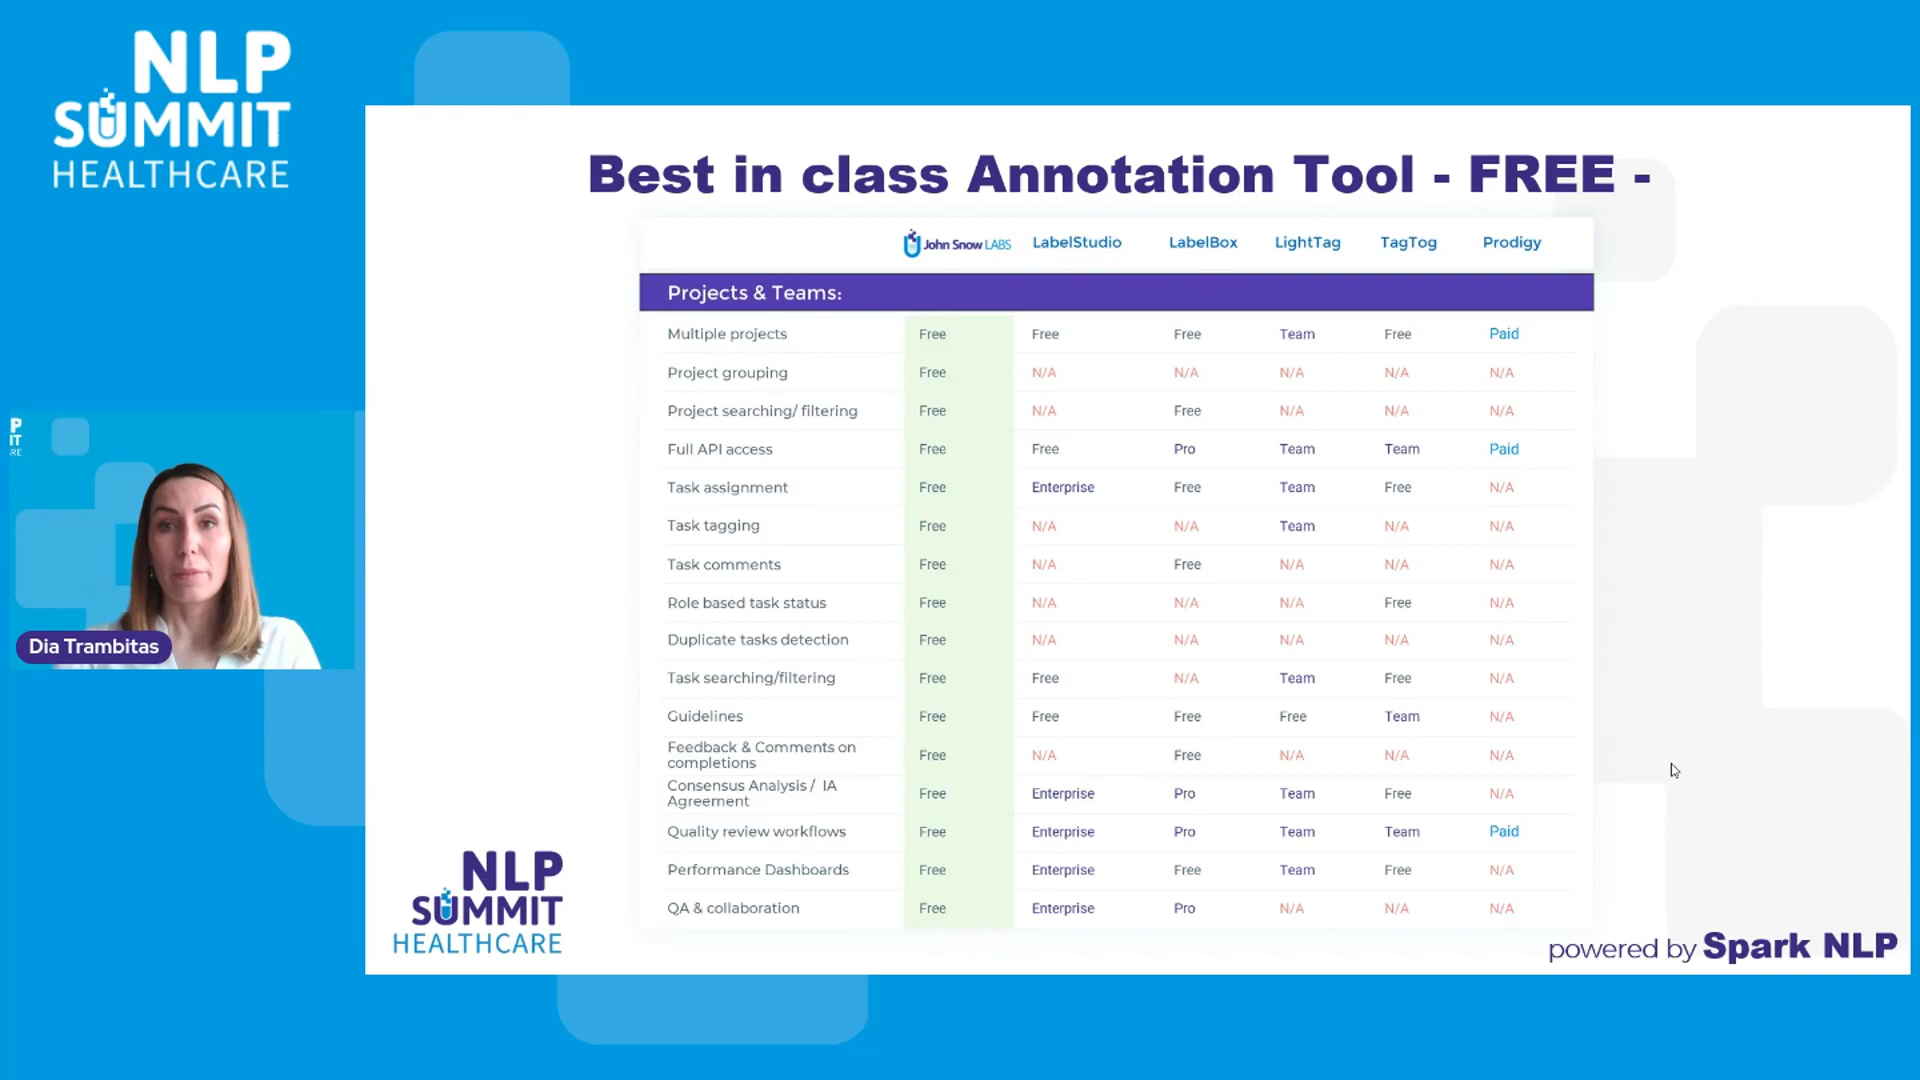 NLP
SUMMIT
HEALTHCARE
Best in class Annotation Tool - FREE -
John Snow LABS LabelStudio LabelBox LightTag TagTog Prodigy
Projects & Teams:
Multiple projects Free Free Free Team Free Paid
Project grouping Free N/A N/A N/A N/A N/A
Project searching/ filtering Free N/A Free N/A N/A N/A
Full API access Free Free Pro Team Team Paid
Task assignment Free Enterprise Free Team Free N/A
Task tagging Free N/A N/A Team N/A N/A
Task comments Free N/A Free N/A N/A N/A
Role based task status Free N/A N/A N/A Free N/A
Duplicate tasks detection Free N/A N/A N/A N/A N/A
Task searching/filtering Free Free N/A Team Free N/A
Guidelines Free Free Free Free Team N/A
Feedback & Comments on
completions Free N/A Free N/A N/A N/A
Consensus Analysis / IA
Agreement Free Enterprise Pro Team Free N/A
Quality review workflows Free Enterprise Pro Team Team Paid
Performance Dashboards Free Enterprise Free Team Free N/A
QA & collaboration Free Enterprise Pro N/A N/A N/A
P
IT
RE
Dia Trambitas
NLP
SUMMIT
HEALTHCARE
powered by Spark NLP